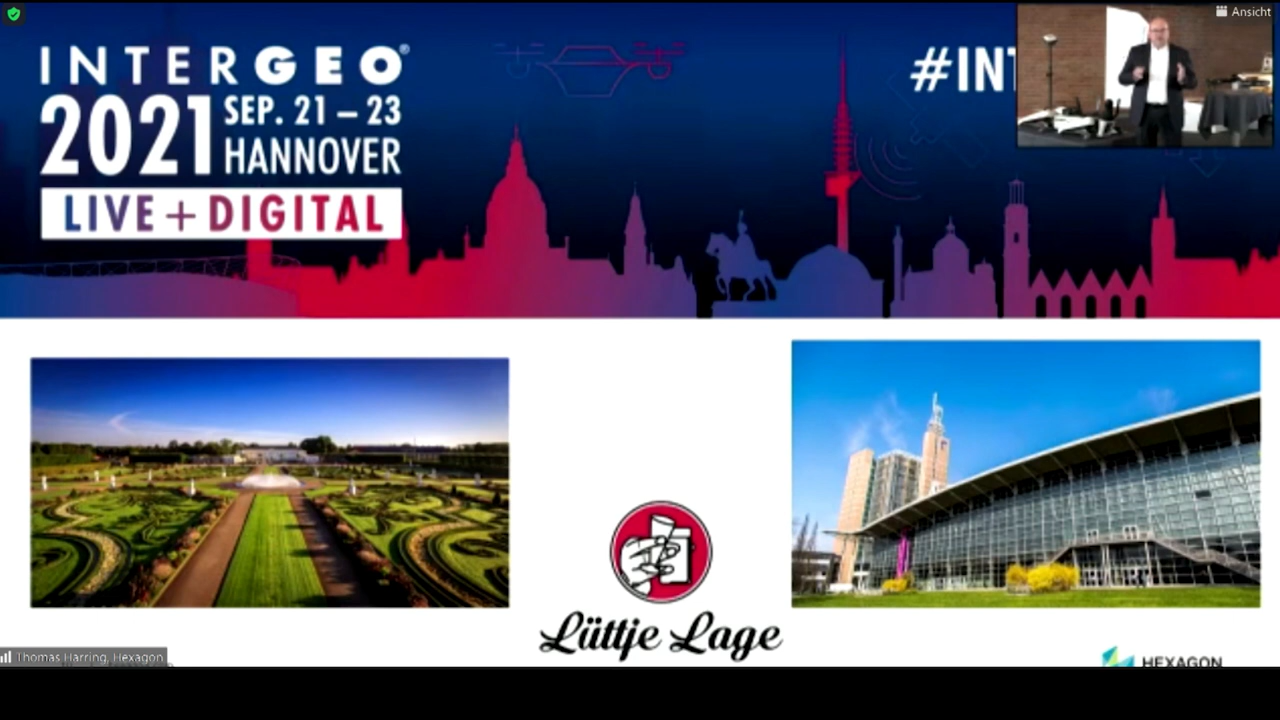 Ansicht
INTERGEO®
2021 SEP. 21 – 23
HANNOVER
LIVE+DIGITAL
#INT
Lüttje Lage
Thomas Harring, Hexagon
HEXAGON